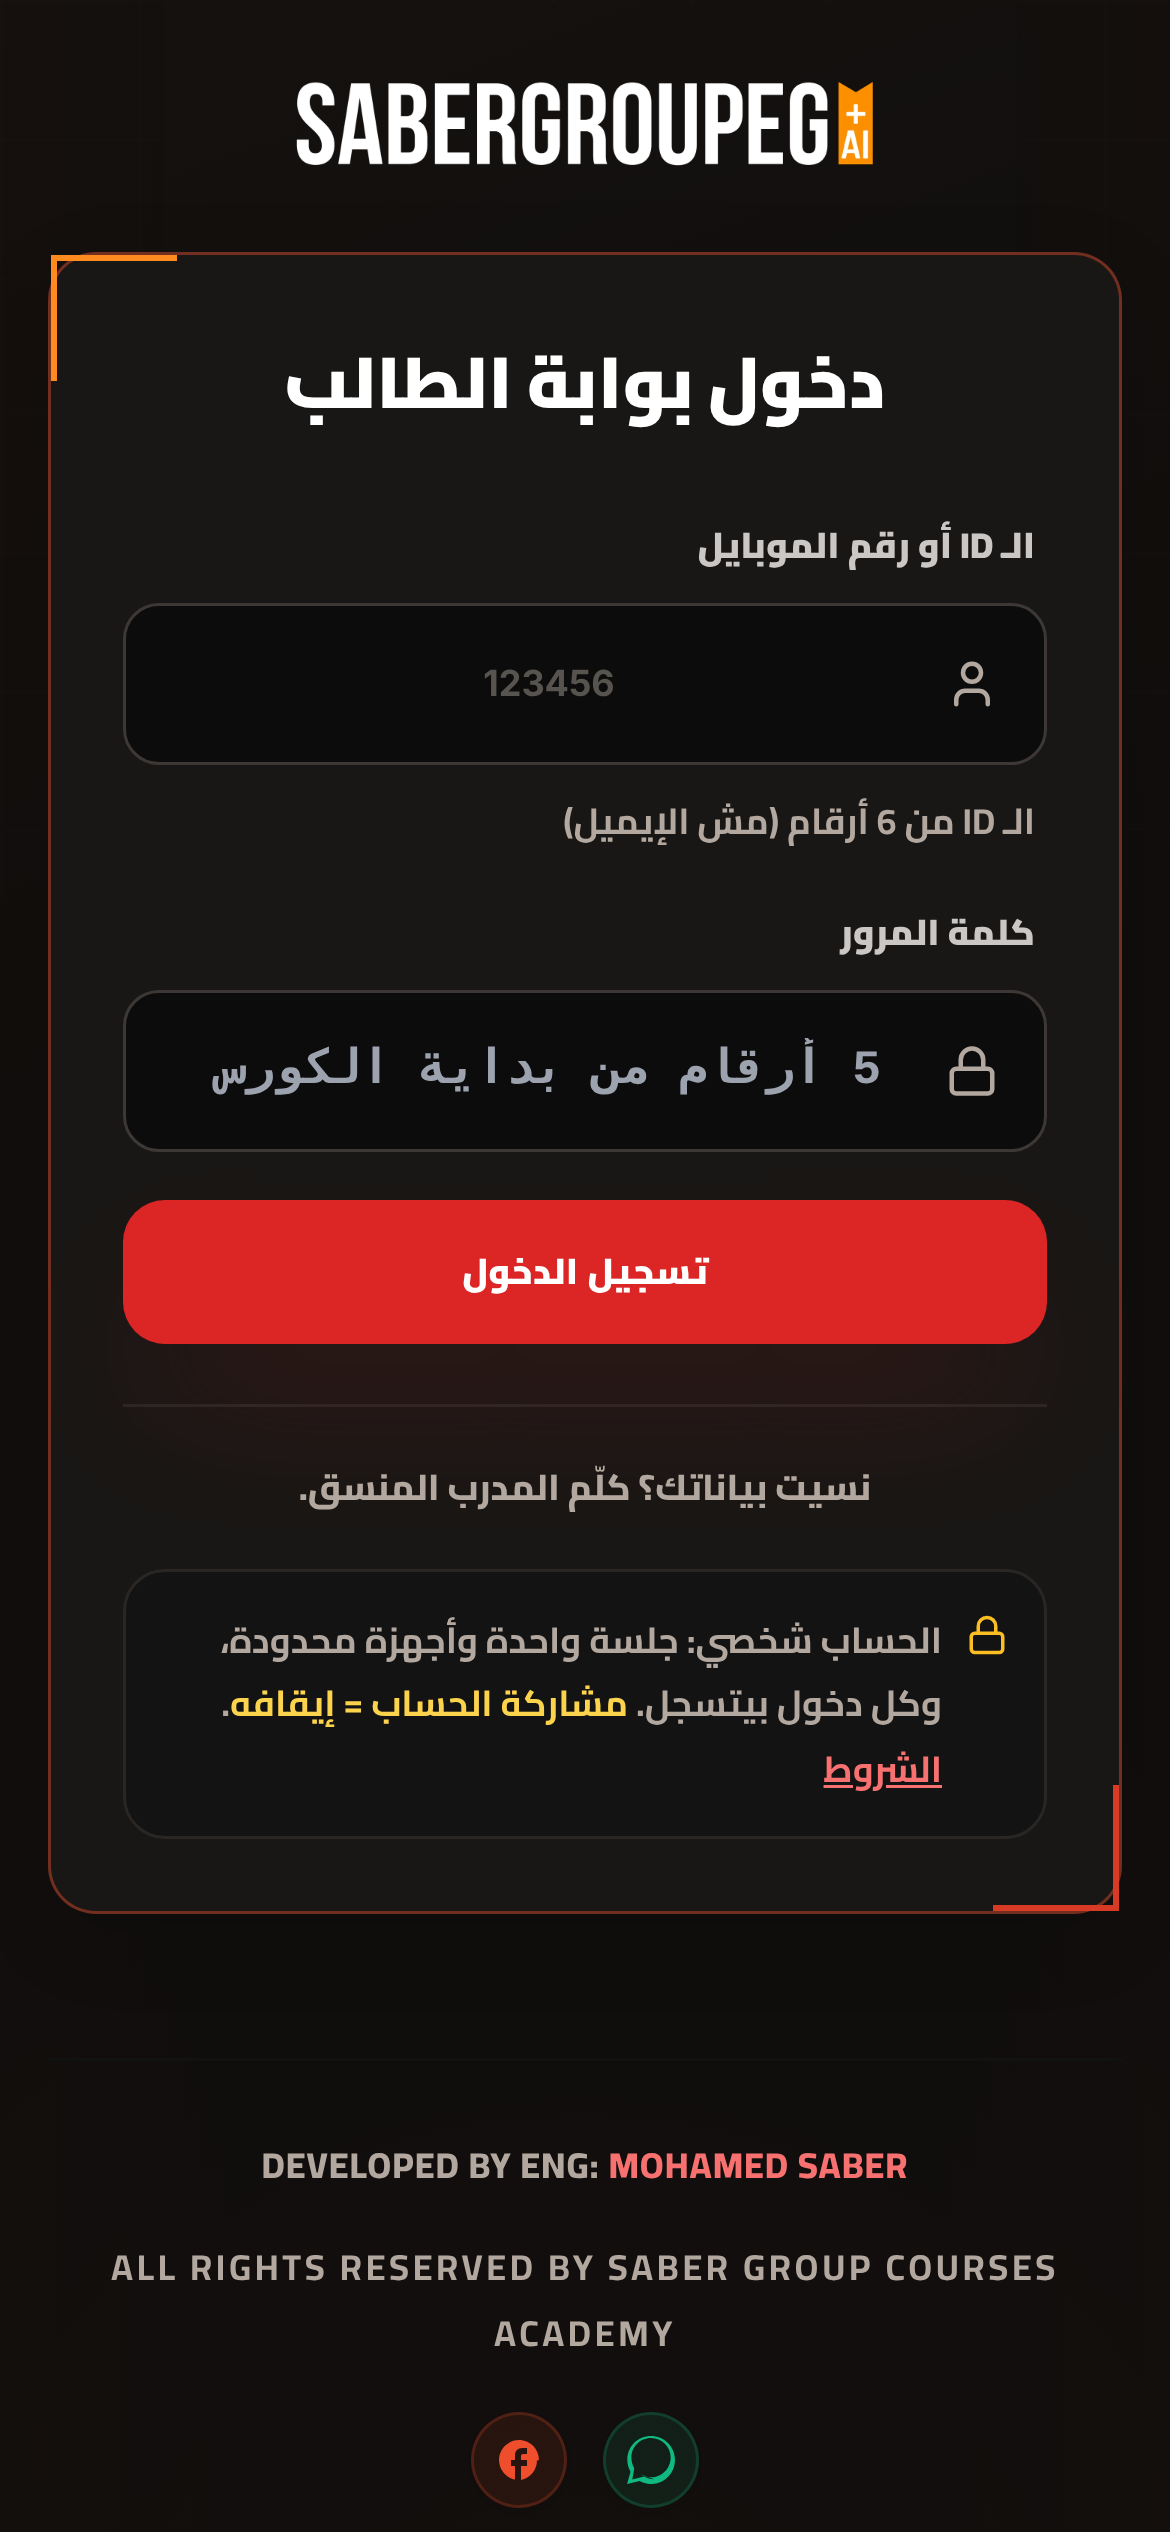 SABERGROUPEG + AI
دخول بوابة الطالب
الـ ID أو رقم الموبايل
123456
الـ ID من 6 أرقام (مش الإيميل)
كلمة المرور
5 أرقام من بداية الكورس
تسجيل الدخول
نسيت بياناتك؟ كلّم المدرب المنسق.
الحساب شخصي: جلسة واحدة وأجهزة محدودة،
وكل دخول بيتسجل. مشاركة الحساب = إيقافه.
الشروط
DEVELOPED BY ENG: MOHAMED SABER
ALL RIGHTS RESERVED BY SABER GROUP COURSES
ACADEMY